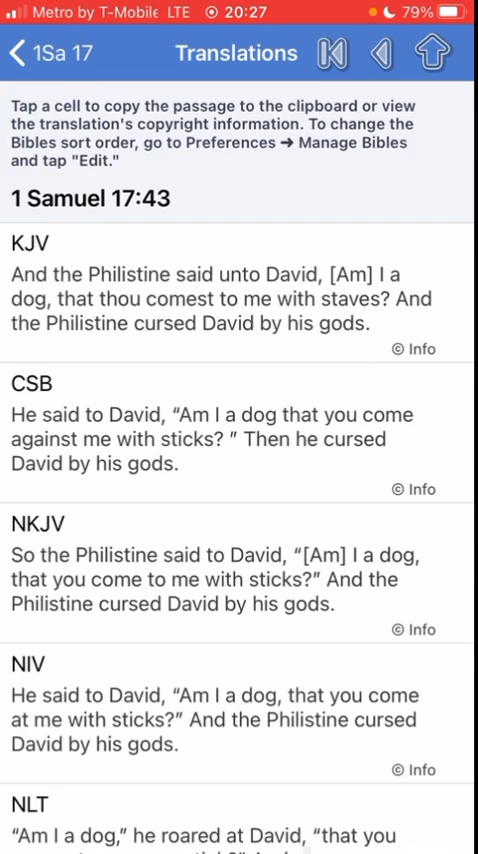 Metro by T-Mobile LTE 20:27 79%
1Sa 17 Translations
Tap a cell to copy the passage to the clipboard or view
the translation's copyright information. To change the
Bibles sort order, go to Preferences ➔ Manage Bibles
and tap "Edit."
1 Samuel 17:43
KJV
And the Philistine said unto David, [Am] I a
dog, that thou comest to me with staves? And
the Philistine cursed David by his gods.
© Info
CSB
He said to David, “Am I a dog that you come
against me with sticks? ” Then he cursed
David by his gods.
© Info
NKJV
So the Philistine said to David, “[Am] I a dog,
that you come to me with sticks?” And the
Philistine cursed David by his gods.
© Info
NIV
He said to David, “Am I a dog, that you come
at me with sticks?” And the Philistine cursed
David by his gods.
© Info
NLT
“Am I a dog,” he roared at David, “that you